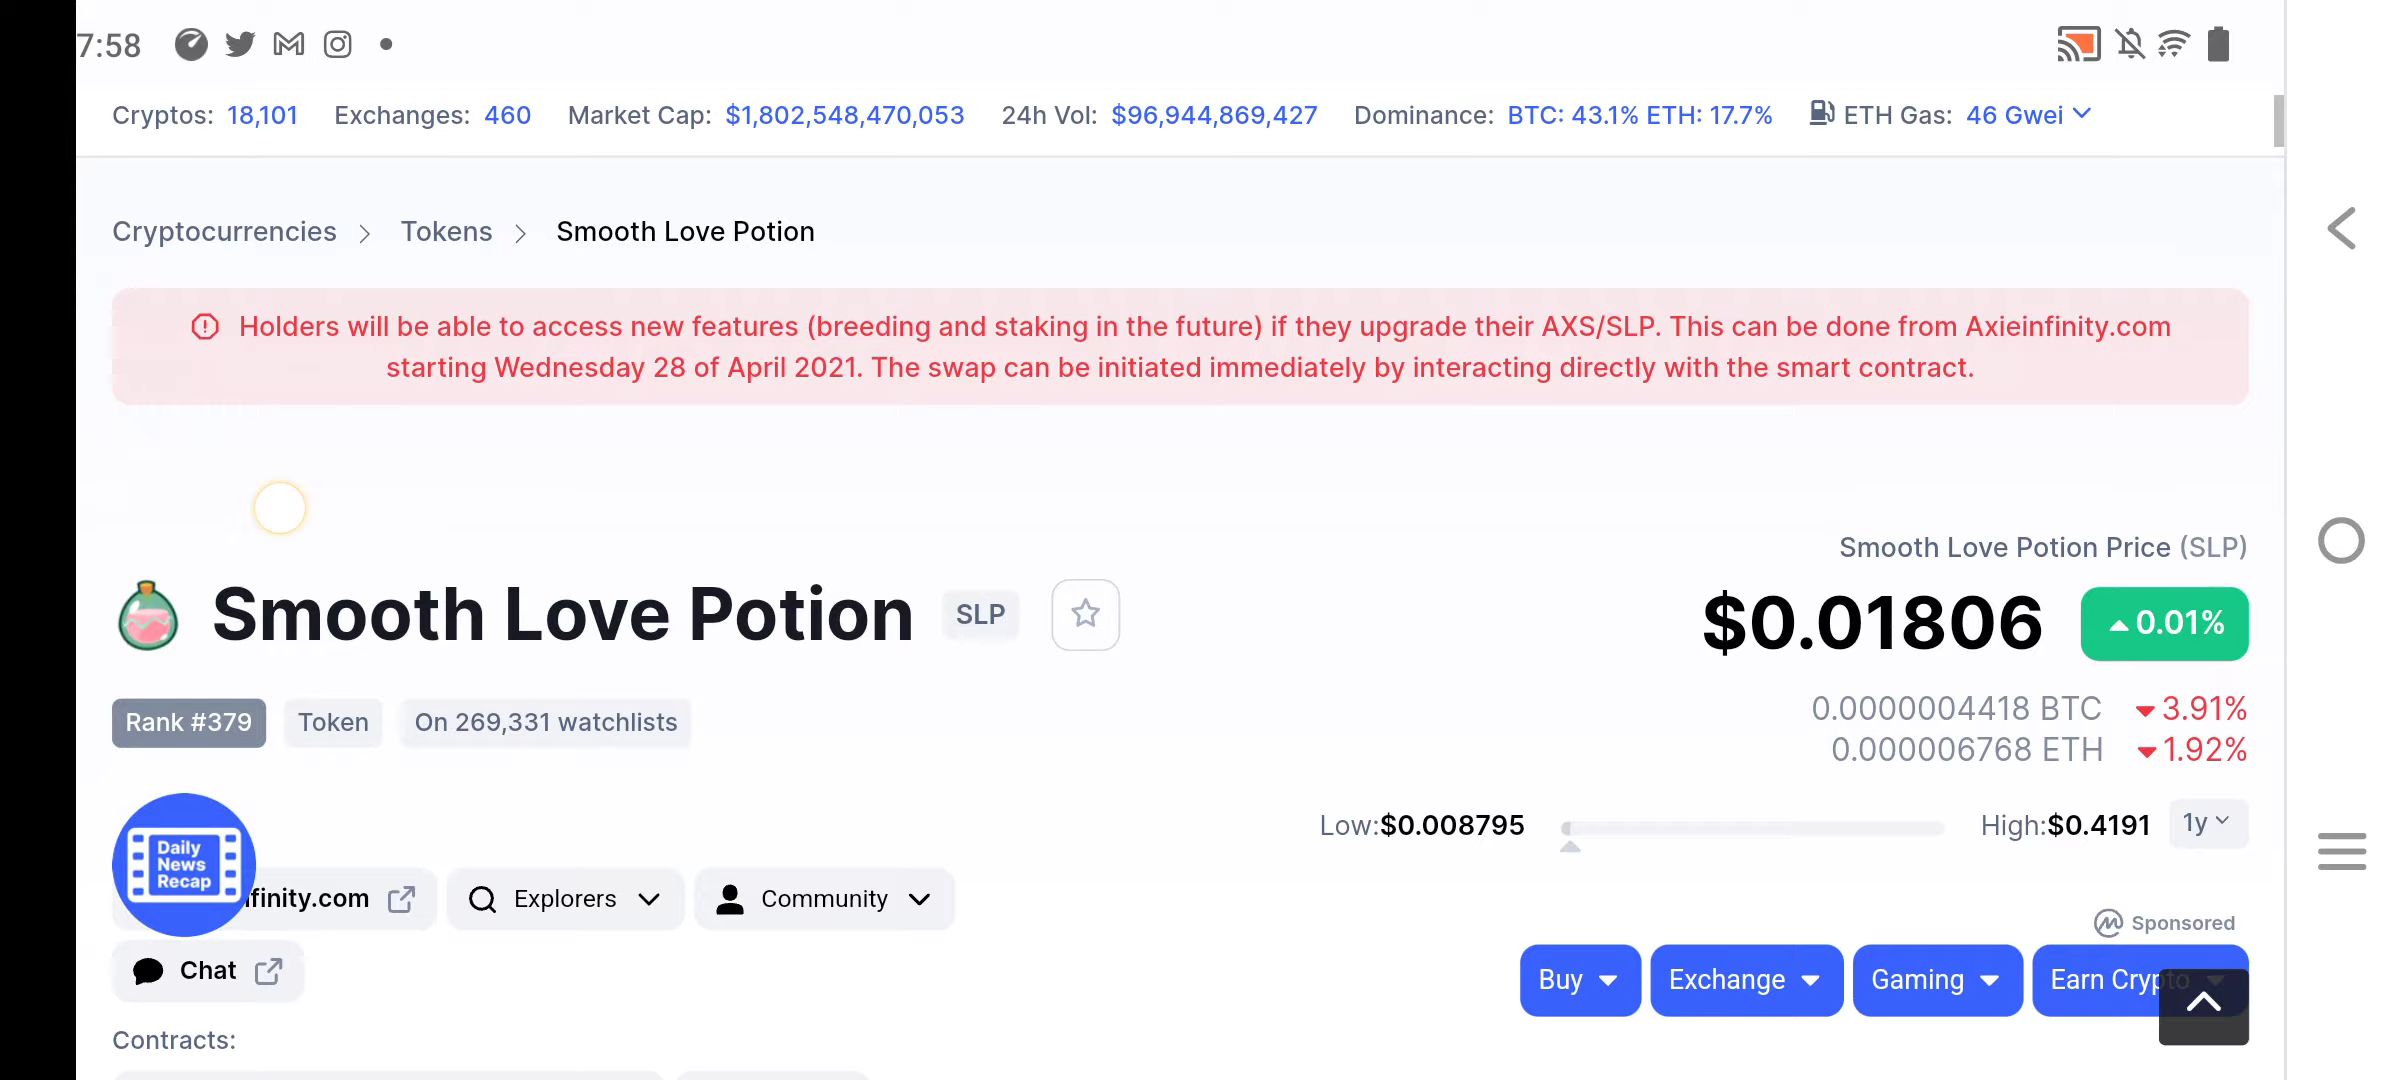 7:58
Cryptos: 18,101 Exchanges: 460 Market Cap: $1,802,548,470,053 24h Vol: $96,944,869,427 Dominance: BTC: 43.1% ETH: 17.7% ETH Gas: 46 Gwei
Cryptocurrencies > Tokens > Smooth Love Potion
Holders will be able to access new features (breeding and staking in the future) if they upgrade their AXS/SLP. This can be done from Axieinfinity.com
starting Wednesday 28 of April 2021. The swap can be initiated immediately by interacting directly with the smart contract.
Smooth Love Potion Price (SLP)
Smooth Love Potion SLP
$0.01806 0.01%
Rank #379 Token On 269,331 watchlists
0.0000004418 BTC 3.91%
0.000006768 ETH 1.92%
Low:$0.008795 High:$0.4191 1y
Daily
News
Recap
finity.com Explorers Community
Sponsored
Chat
Buy Exchange Gaming Earn Crypto
Contracts: